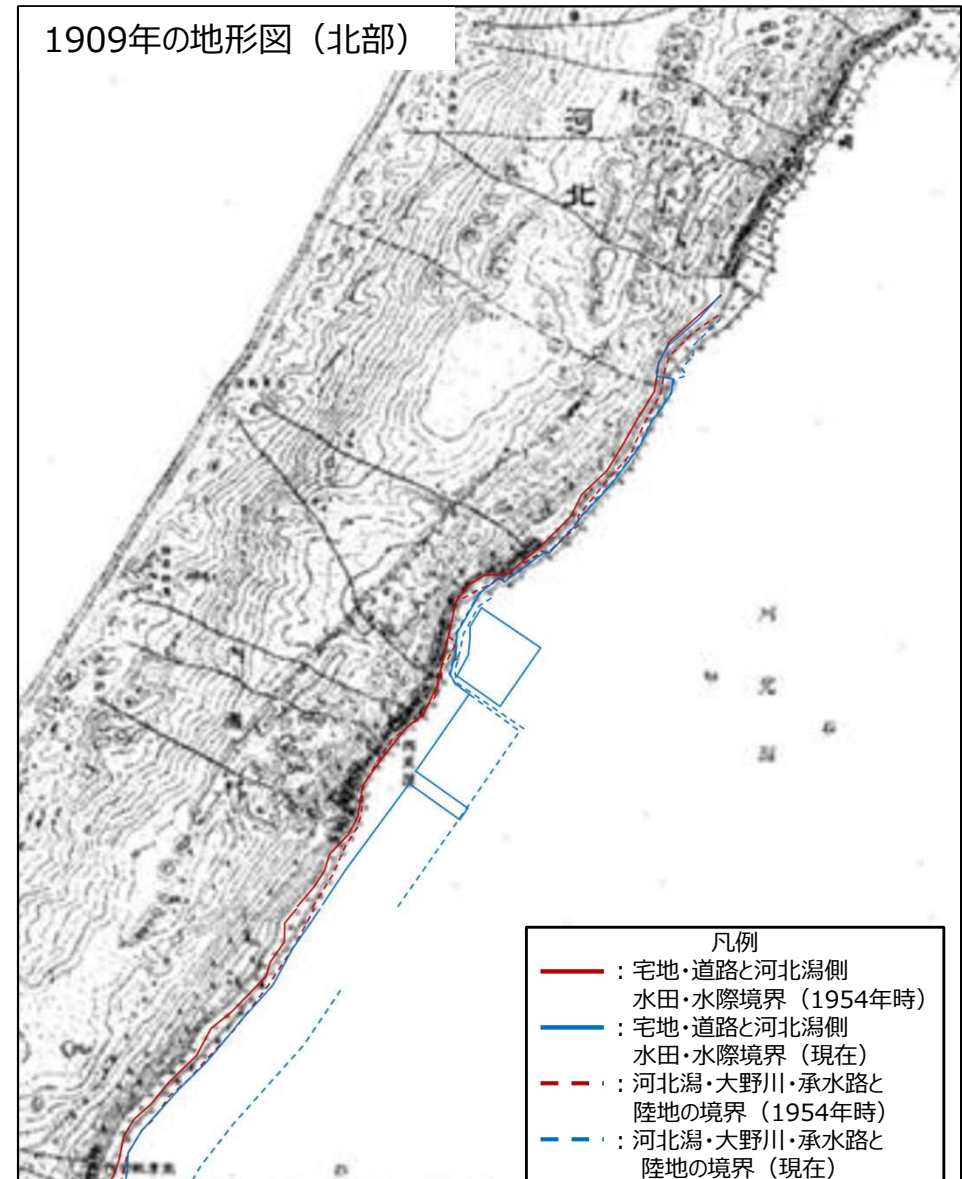 1909年の地形図（北部）
河
北
村
河
北
潟
凡例
：宅地・道路と河北潟側
水田・水際境界（1954年時）
：宅地・道路と河北潟側
水田・水際境界（現在）
：河北潟・大野川・承水路と
陸地の境界（1954年時）
：河北潟・大野川・承水路と
陸地の境界（現在）